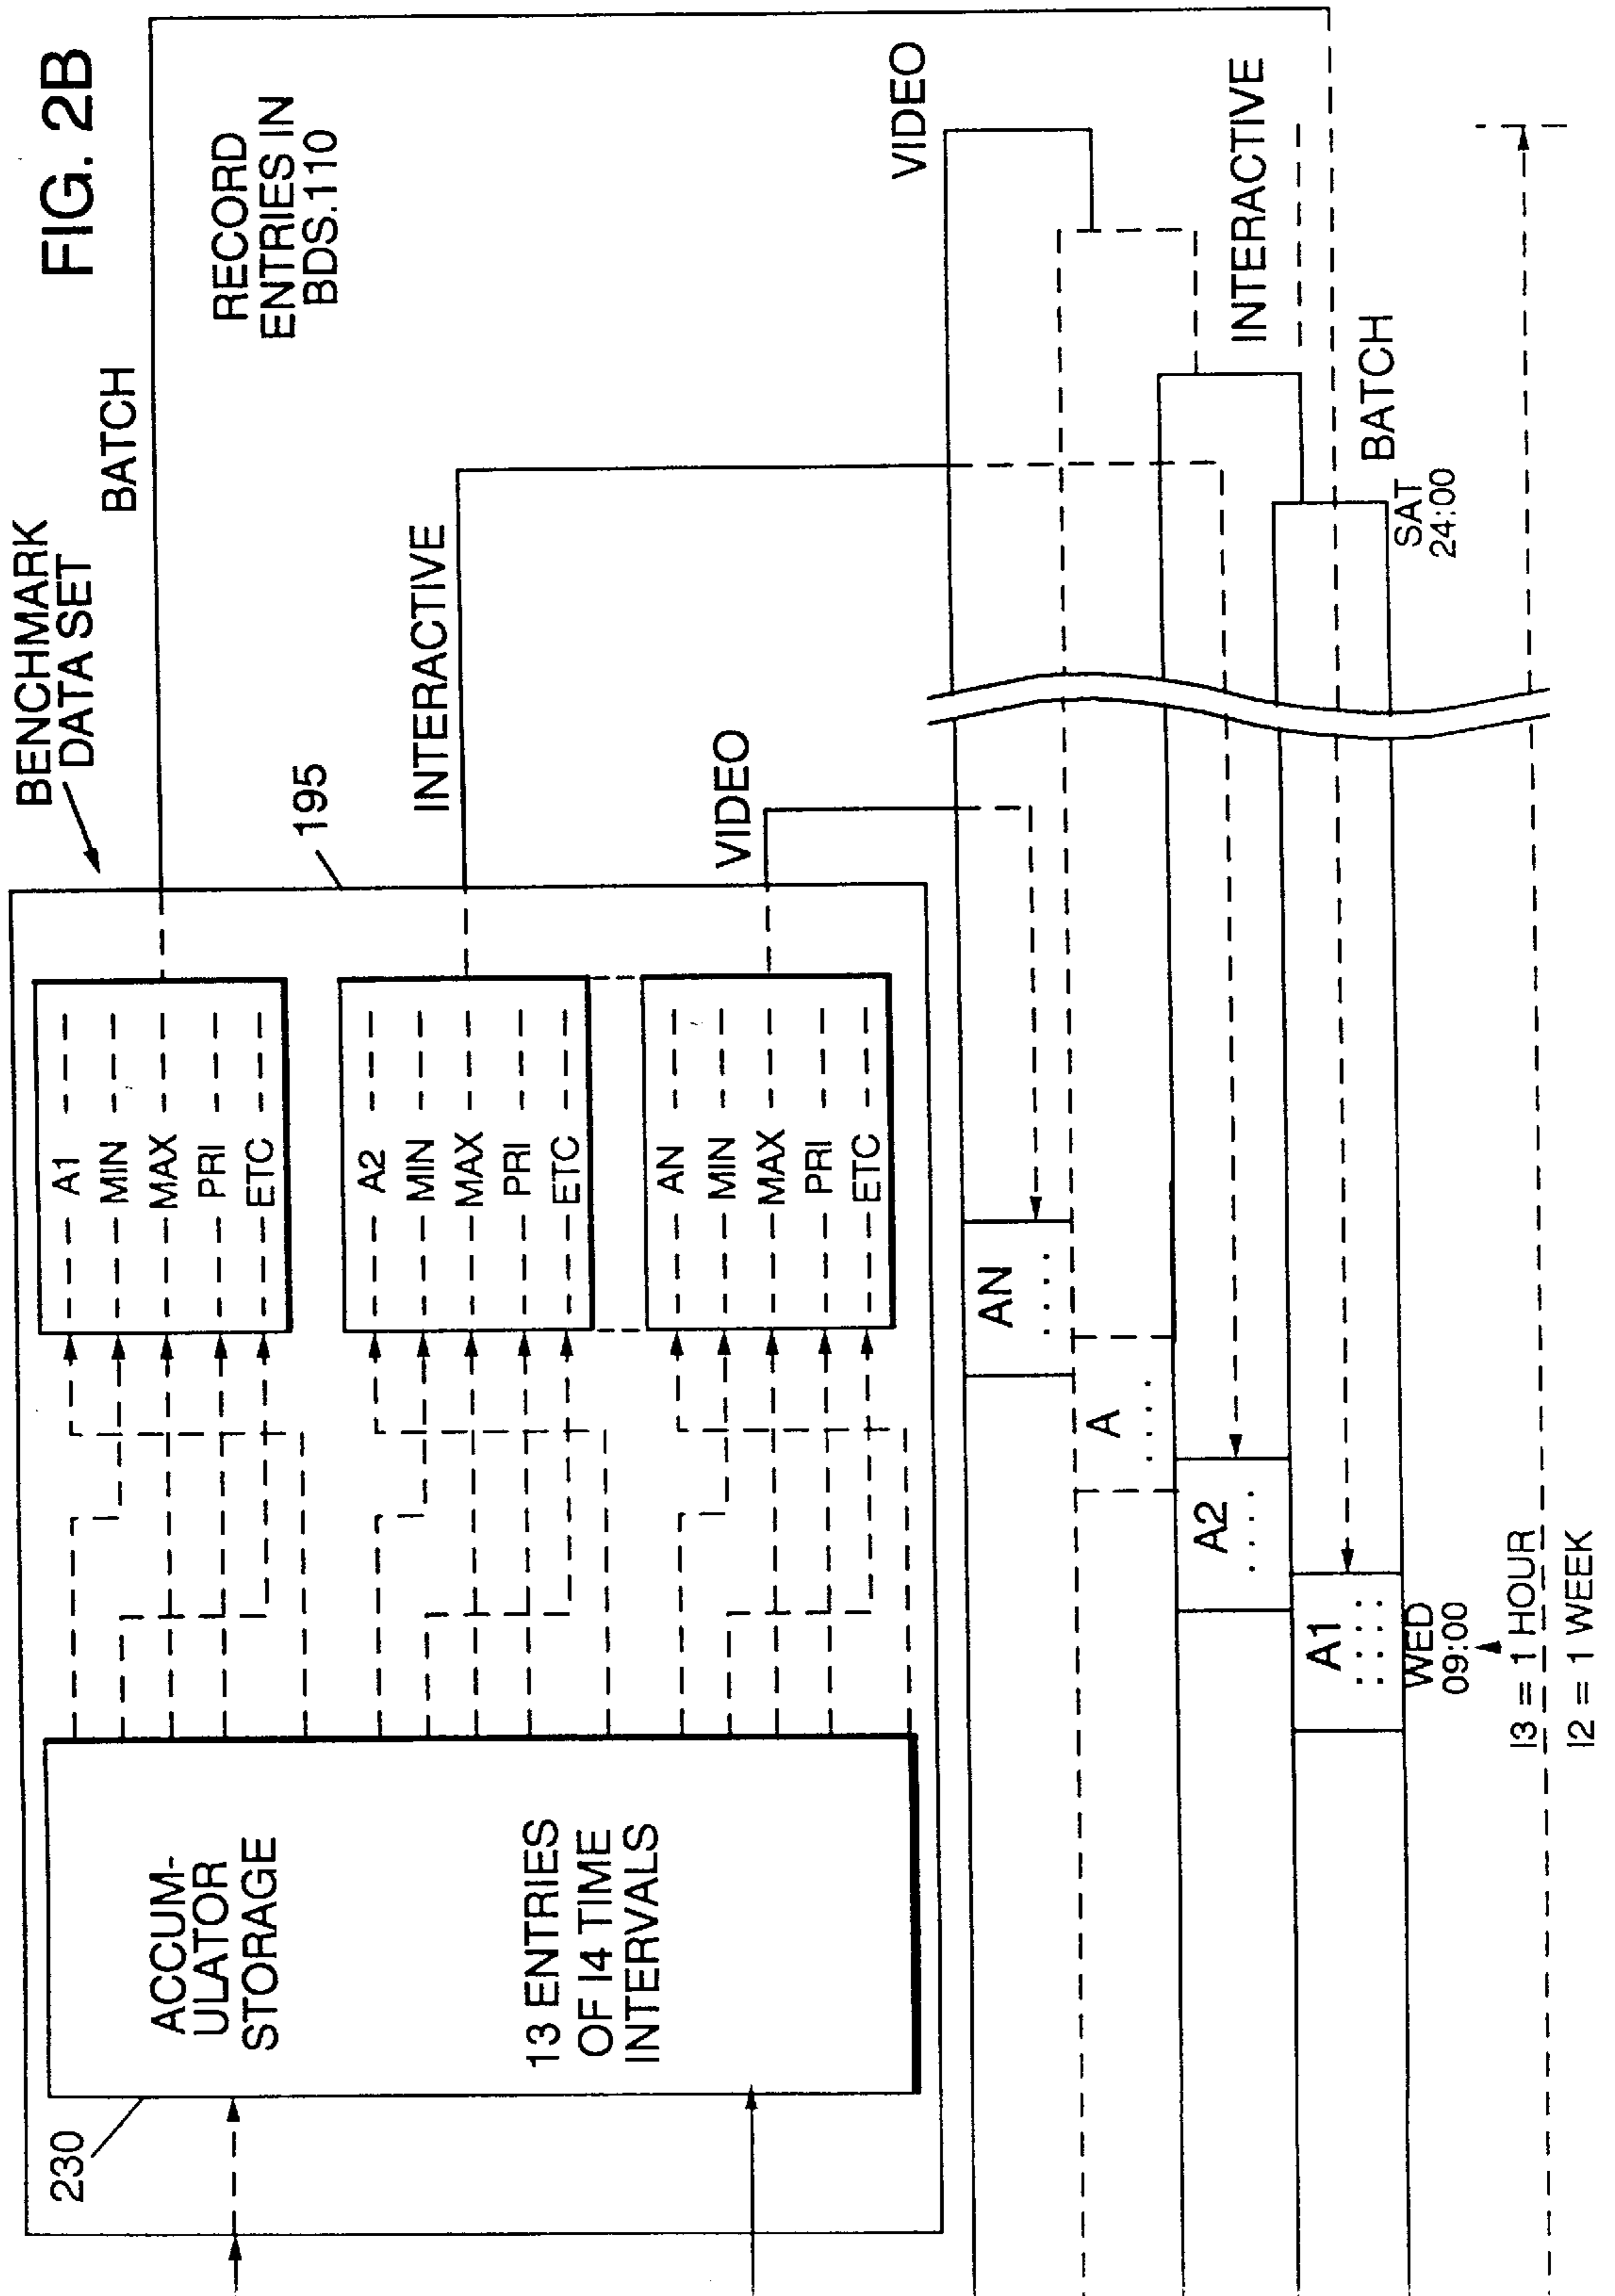 FIG. 2B
BENCHMARK
DATA SET
BATCH
RECORD
ENTRIES IN
BDS.110
195
INTERACTIVE
VIDEO
230
ACCUM-
ULATOR
STORAGE
13 ENTRIES
OF I4 TIME
INTERVALS
A1
MIN
MAX
PRI
ETC
A2
MIN
MAX
PRI
ETC
AN
MIN
MAX
PRI
ETC
VIDEO
AN
A
INTERACTIVE
A2
BATCH
A1
WED
09:00
SAT
24:00
I3 = 1 HOUR
I2 = 1 WEEK